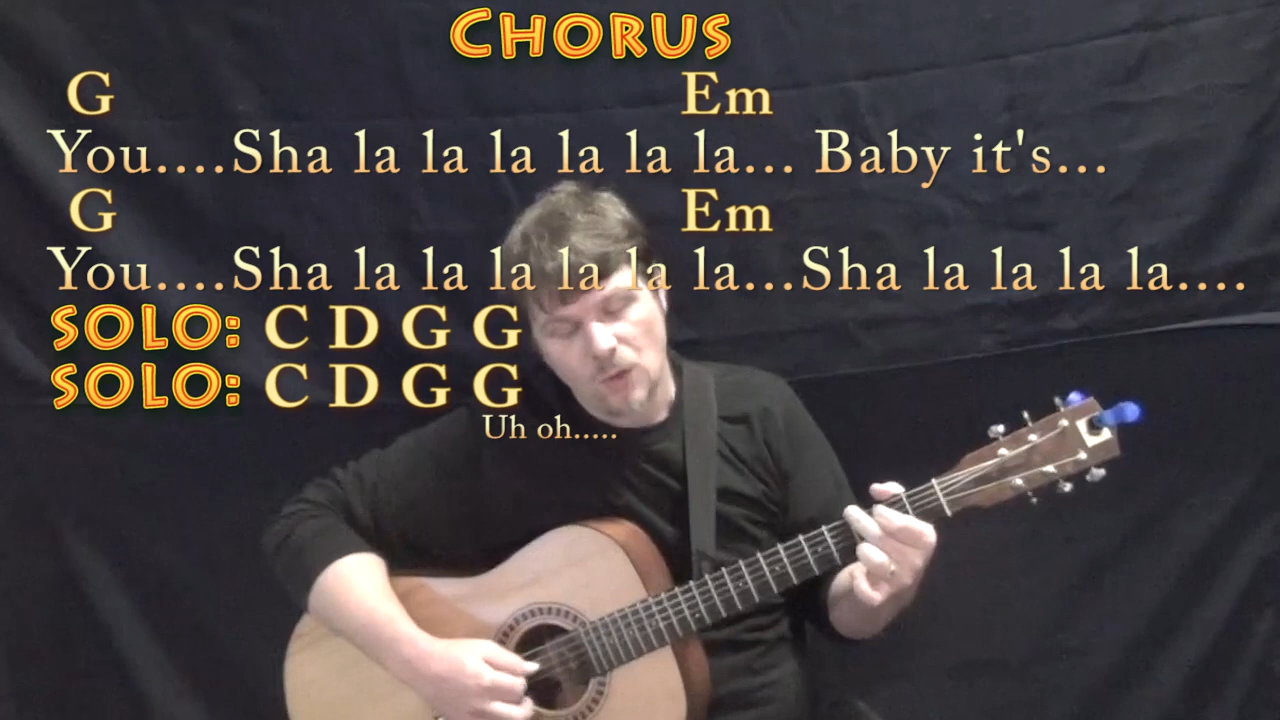 CHORUS
G Em
You....Sha la la la la la la... Baby it's...
G Em
You....Sha la la la la la la...Sha la la la la....
SOLO: C D G G
SOLO: C D G G
Uh oh.....